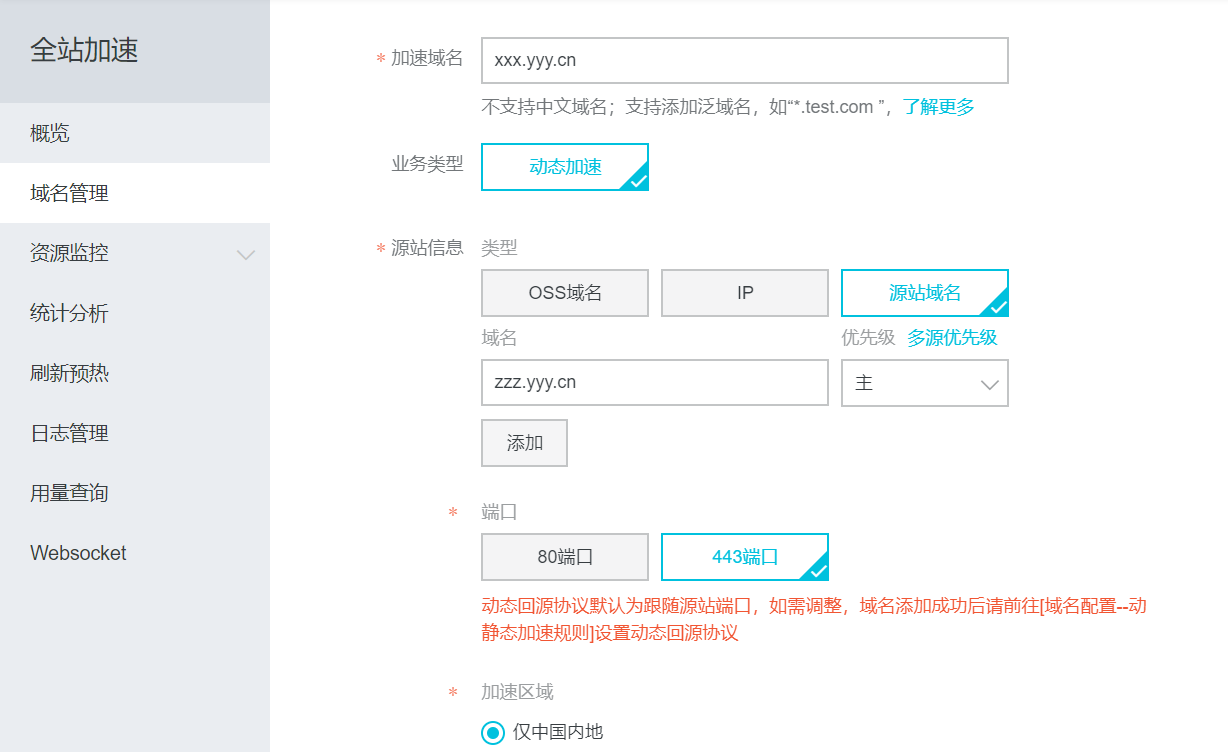 全站加速
概览
域名管理
资源监控
统计分析
刷新预热
日志管理
用量查询
Websocket
* 加速域名 xxx.yyy.cn
不支持中文域名；支持添加泛域名，如“*.test.com ”，了解更多
业务类型 动态加速
* 源站信息 类型
OSS域名 IP 源站域名
域名 优先级 多源优先级
zzz.yyy.cn 主
添加
* 端口
80端口 443端口
动态回源协议默认为跟随源站端口，如需调整，域名添加成功后请前往[域名配置--动
静态加速规则]设置动态回源协议
* 加速区域
仅中国内地